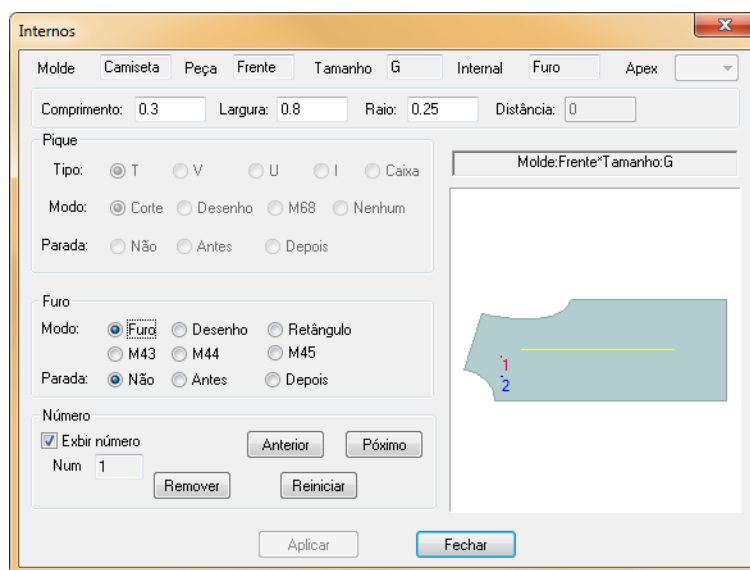 Internos
Molde Camiseta Peça Frente Tamanho G Internal Furo Apex
Comprimento: 0.3 Largura: 0.8 Raio: 0.25 Distância: 0
Pique
Tipo: T V U I Caixa
Modo: Corte Desenho M68 Nenhum
Parada: Não Antes Depois
Molde:Frente*Tamanho:G
1
2
Furo
Modo: Furo Desenho Retângulo
M43 M44 M45
Parada: Não Antes Depois
Número
Exbir número Anterior Póximo
Num 1
Remover Reiniciar
Aplicar Fechar